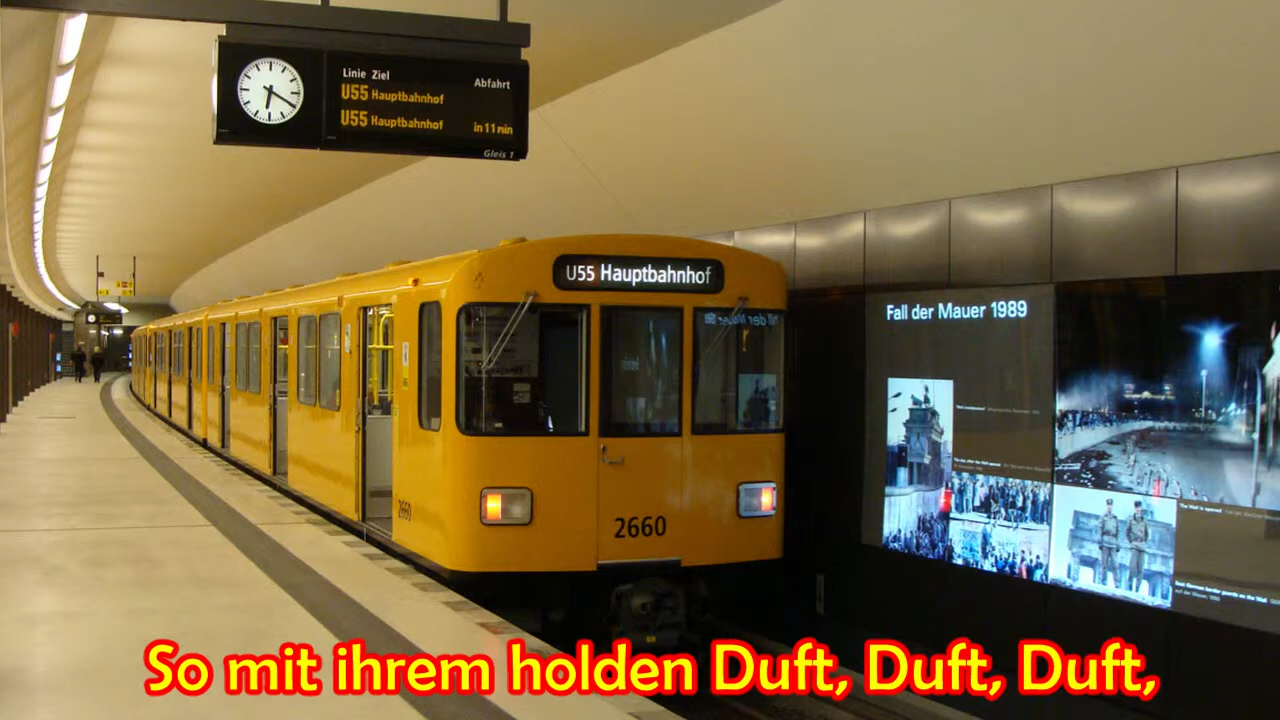 Linie Ziel
Abfahrt
U55 Hauptbahnhof
U55 Hauptbahnhof in 11 min
Gleis 1
U55 Hauptbahnhof
Fall der Mauer 1989
2660
2660
So mit ihrem holden Duft, Duft, Duft,